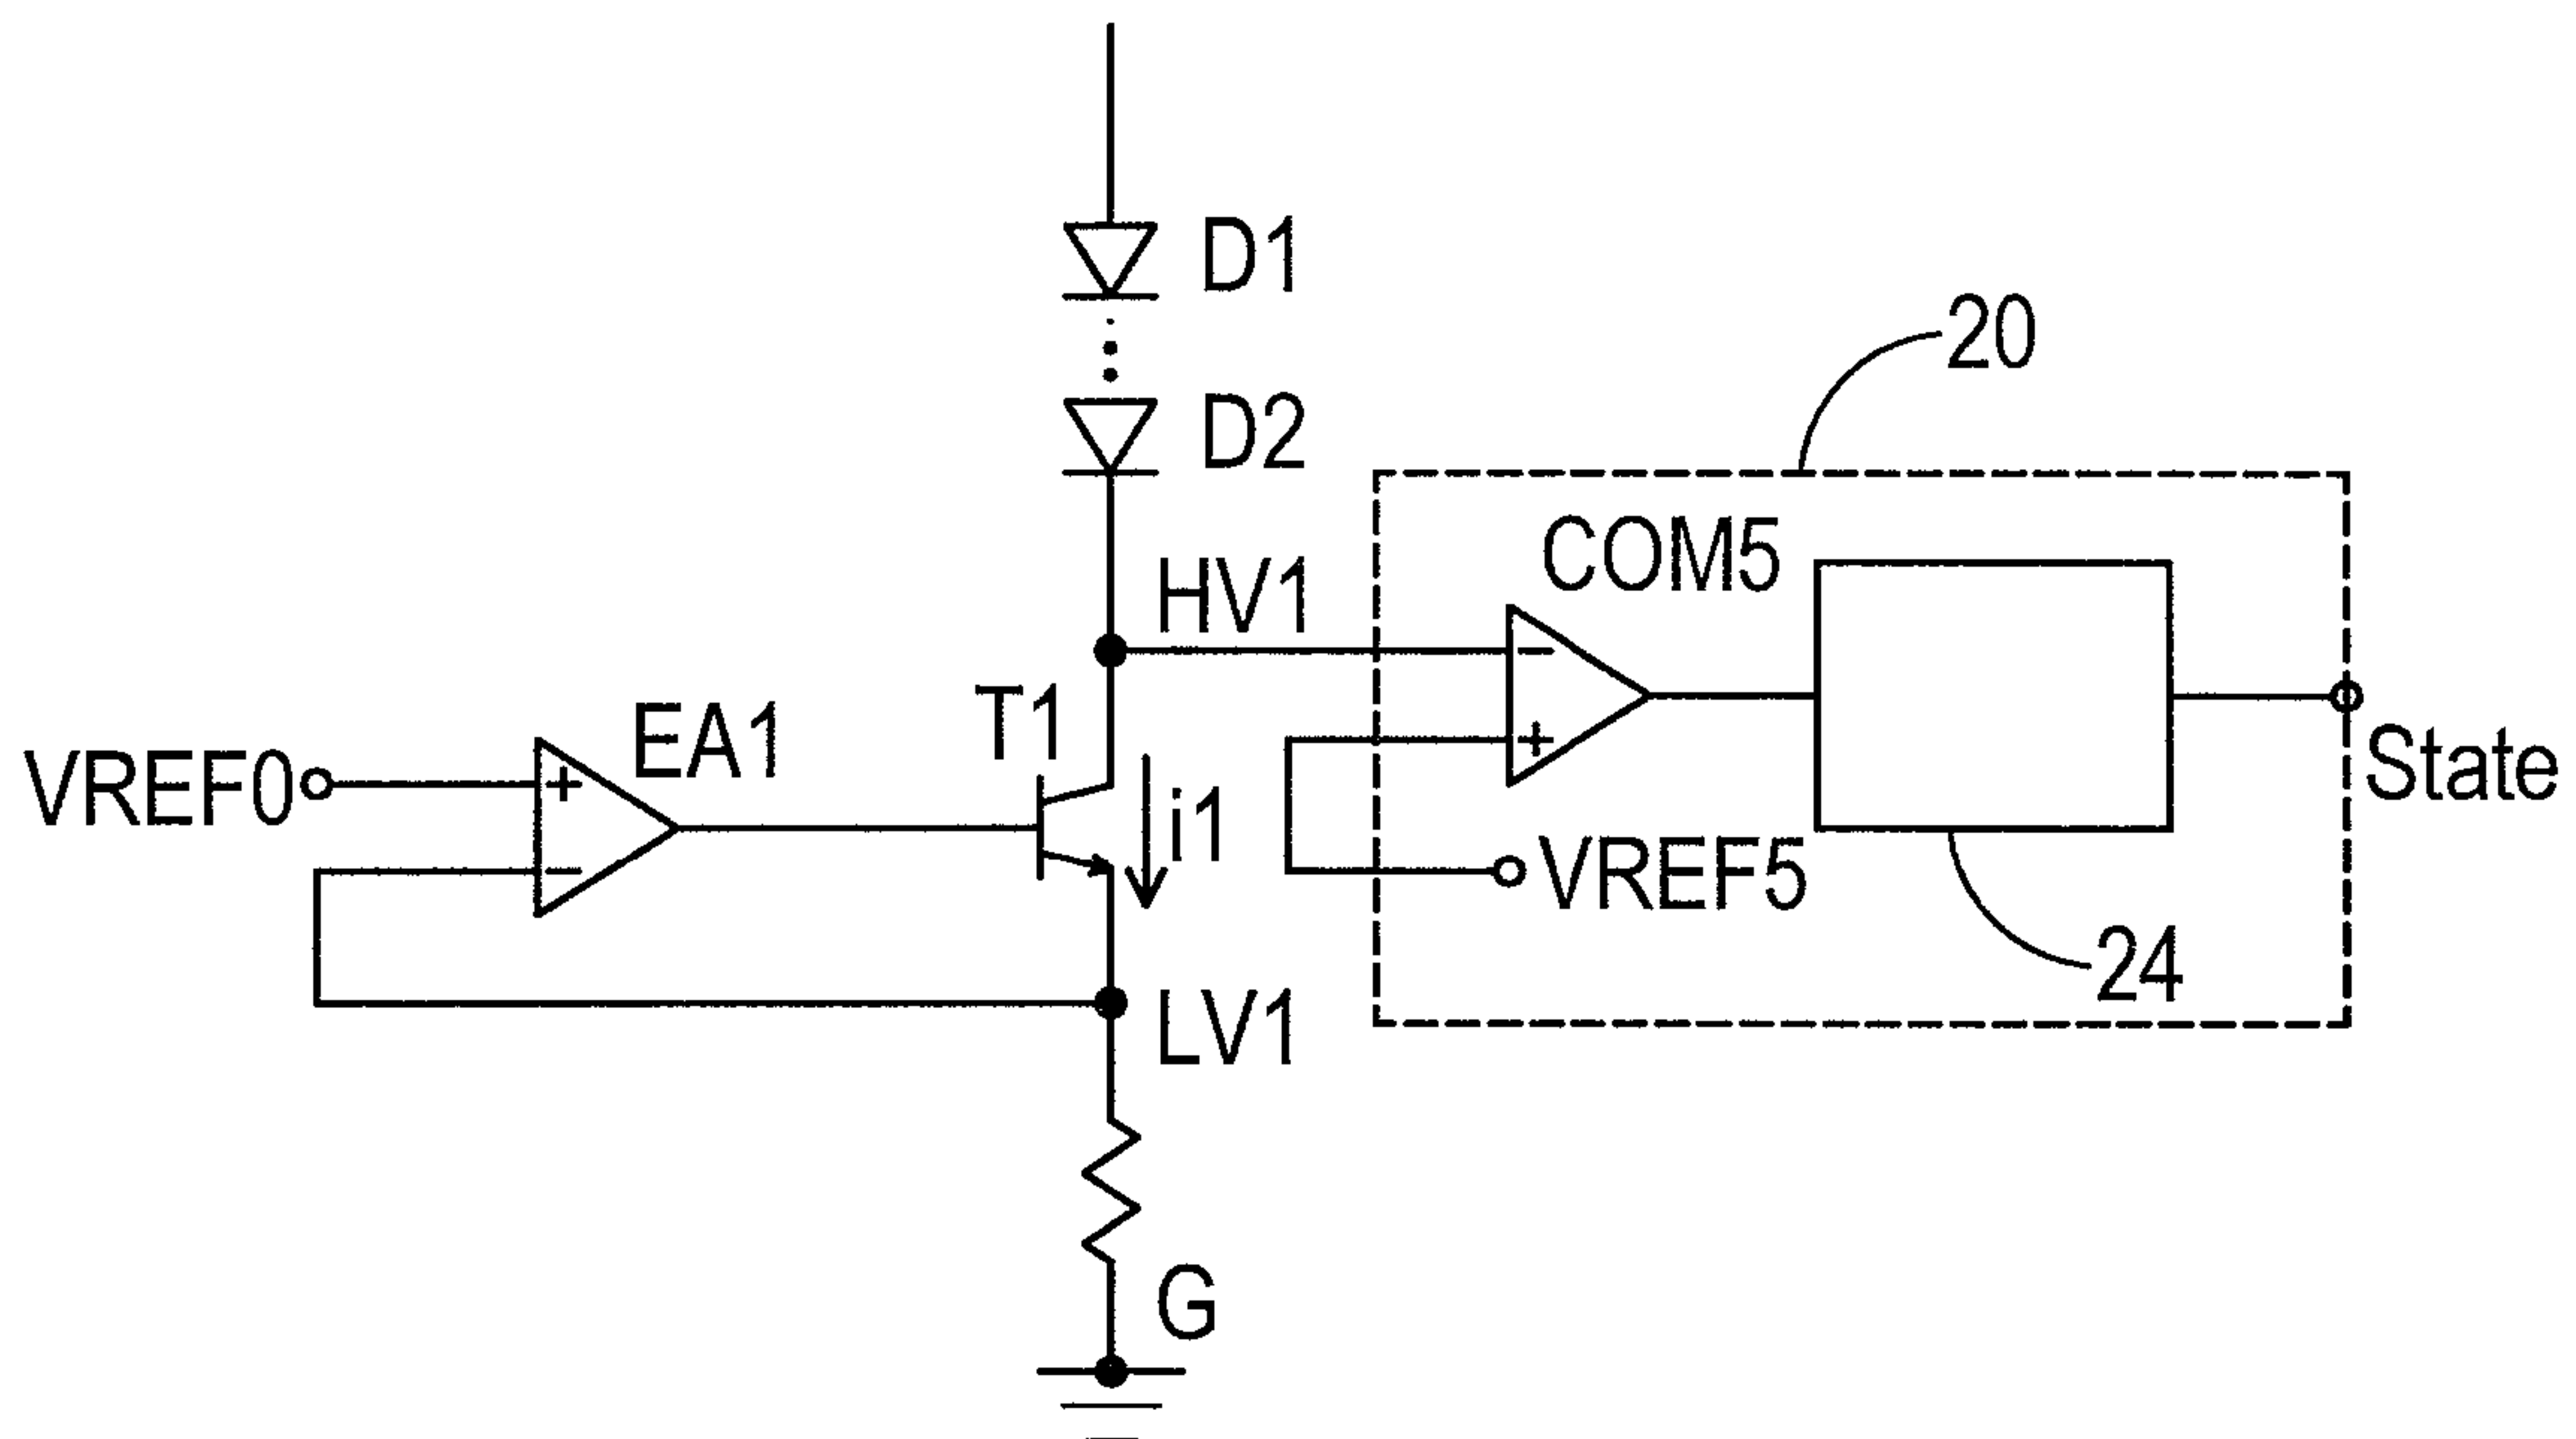 D1
20
D2
COM5
HV1
T1
EA1
VREF0
+
−
i1
−
+
State
VREF5
24
LV1
G